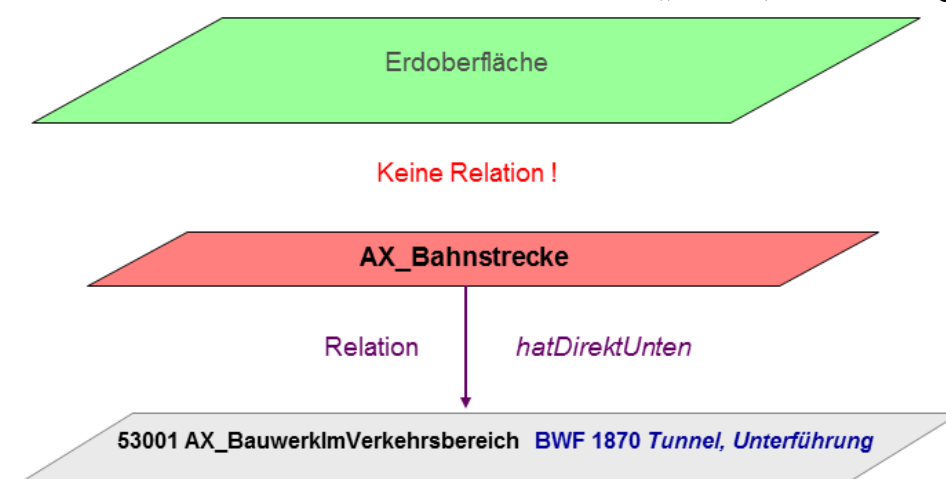 Erdoberfläche
Keine Relation !
AX_Bahnstrecke
Relation hatDirektUnten
53001 AX_BauwerkImVerkehrsbereich BWF 1870 Tunnel, Unterführung